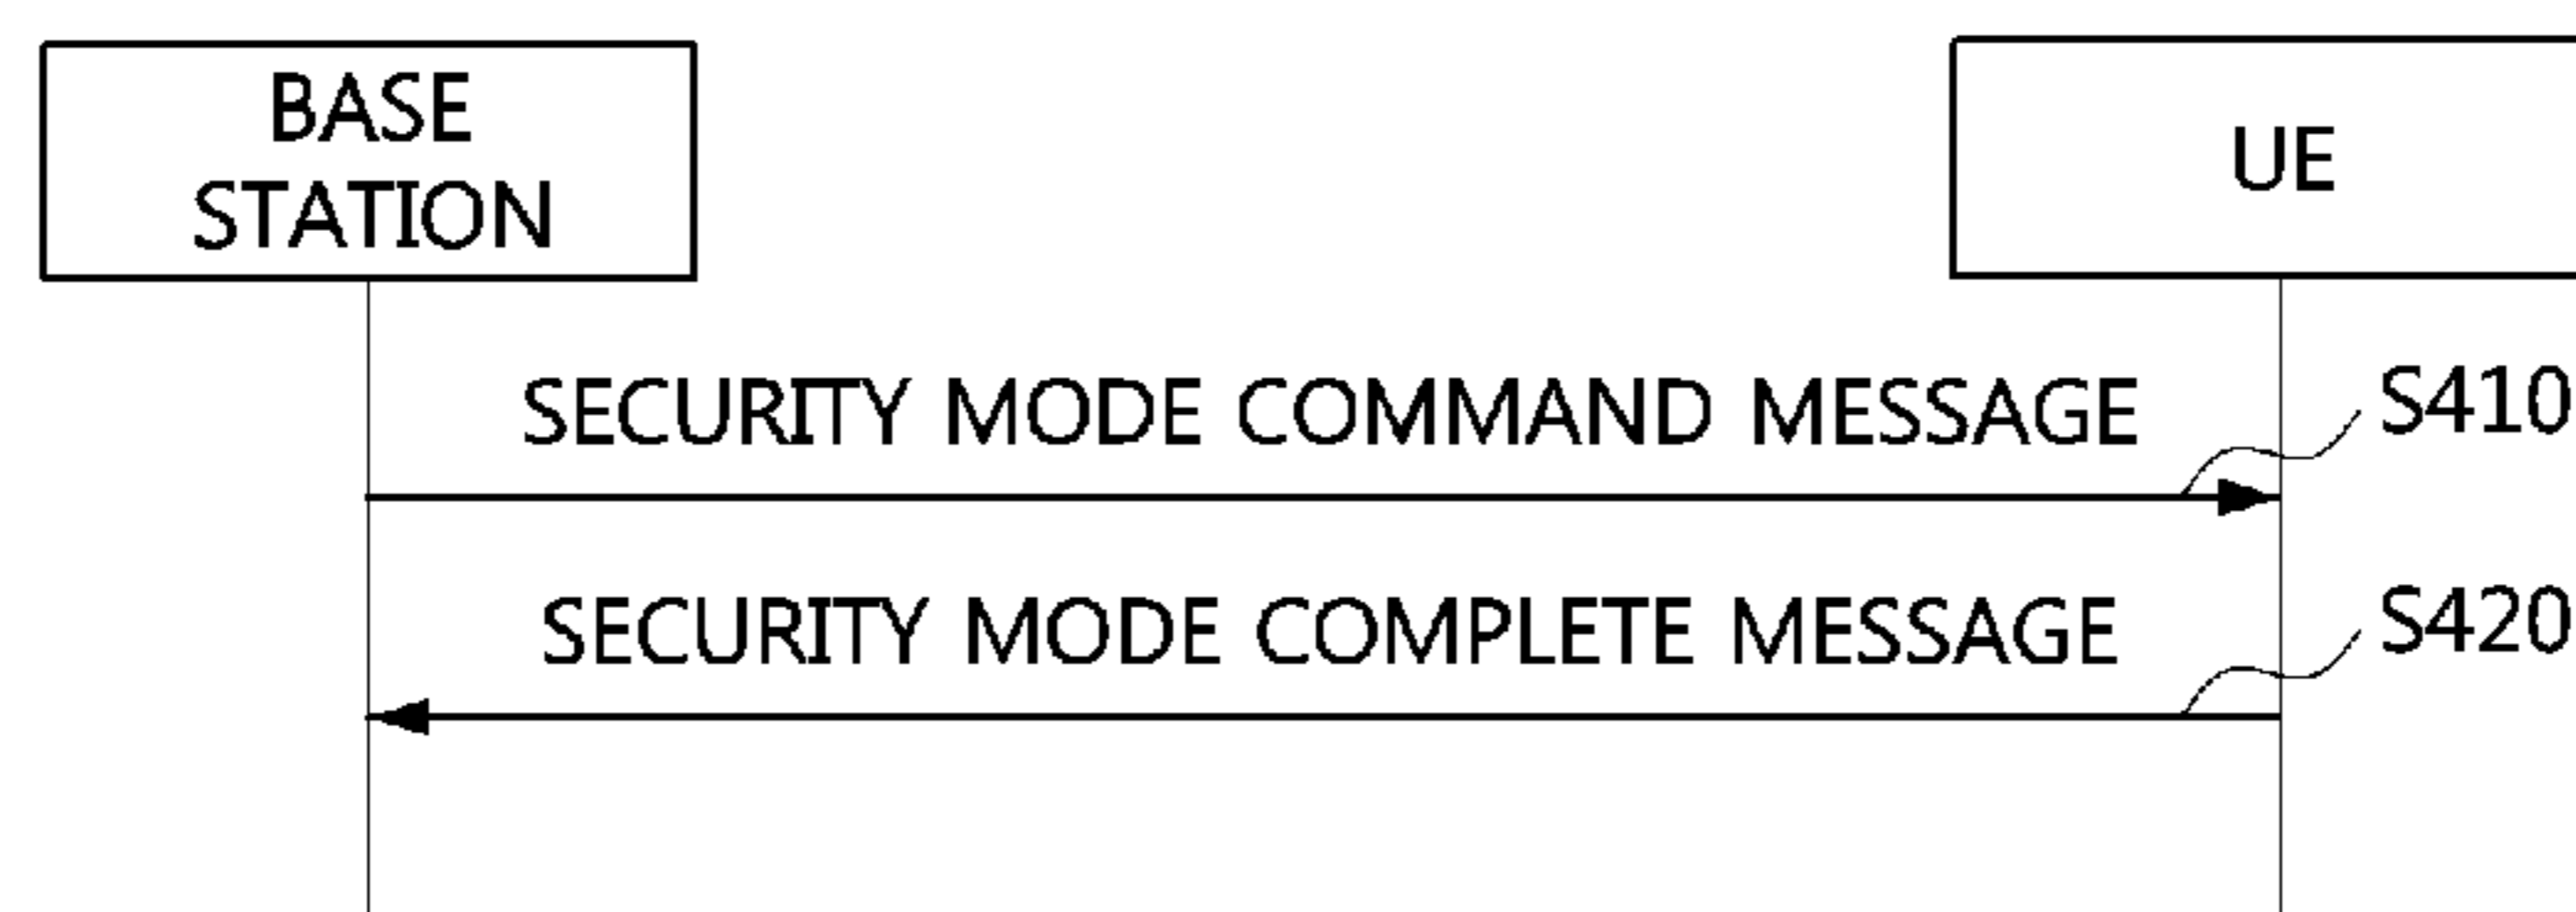 BASE
STATION
UE
SECURITY MODE COMMAND MESSAGE
S410
SECURITY MODE COMPLETE MESSAGE
S420